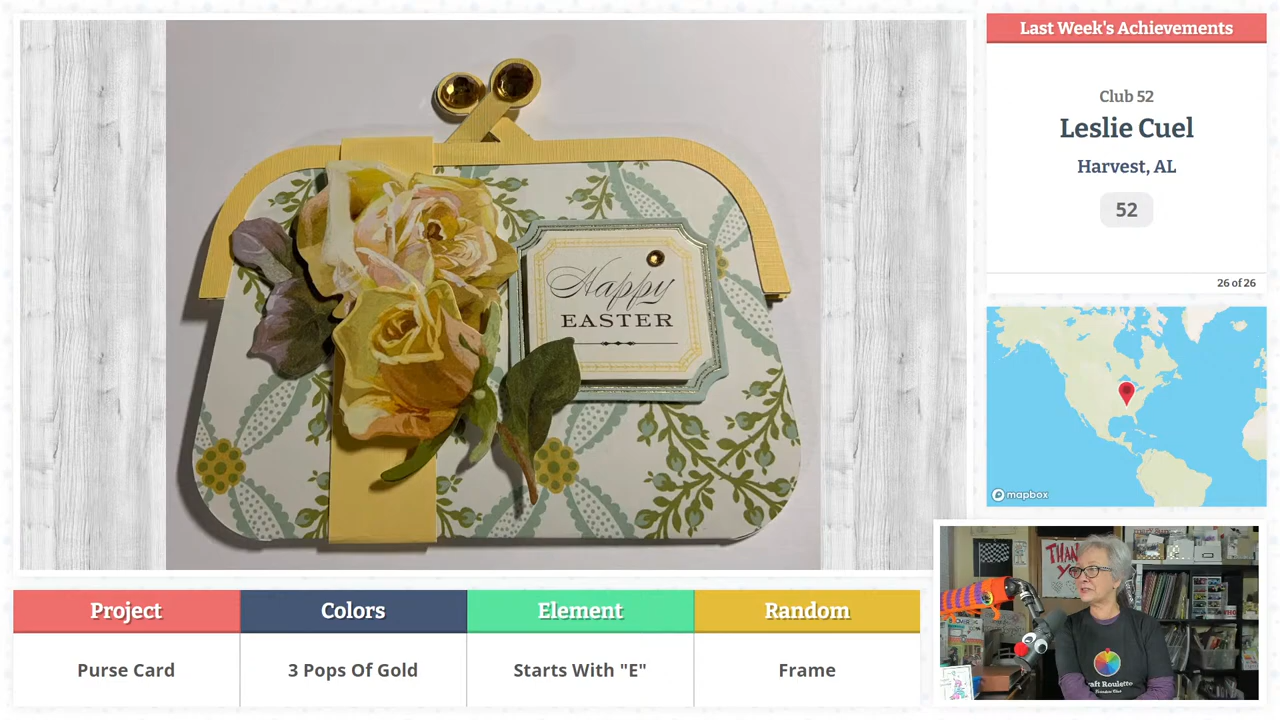 Last Week's Achievements
Club 52
Leslie Cuel
Harvest, AL
52
26 of 26
Happy
EASTER
mapbox
THAN
Y
raft Roulette
Project
Colors
Element
Random
Purse Card
3 Pops Of Gold
Starts With "E"
Frame